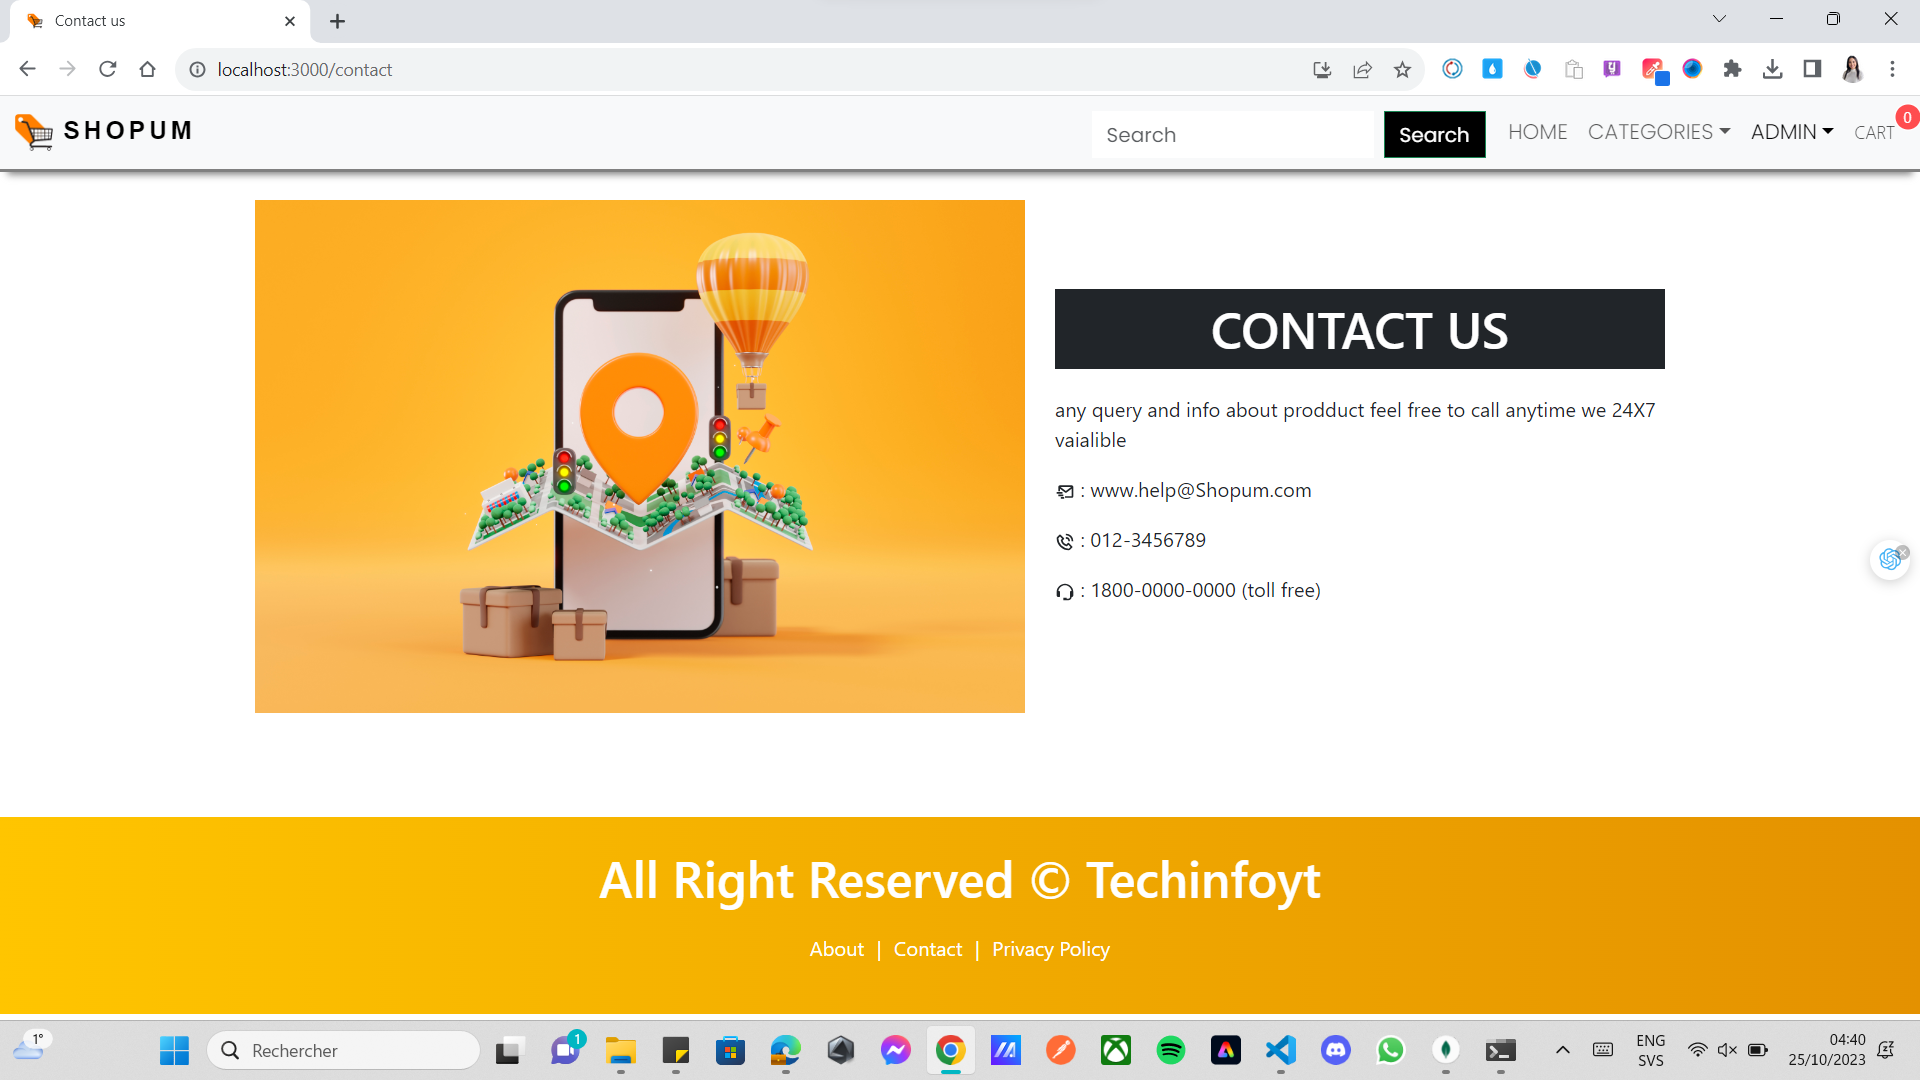 Contact us
localhost:3000/contact
SHOPUM
Search
Search
HOME
CATEGORIES
ADMIN
CART
0
CONTACT US
any query and info about prodduct feel free to call anytime we 24X7
vaialible
: www.help@Shopum.com
: 012-3456789
: 1800-0000-0000 (toll free)
All Right Reserved © Techinfoyt
About | Contact | Privacy Policy
1°
Rechercher
1
ENG
SVS
04:40
25/10/2023